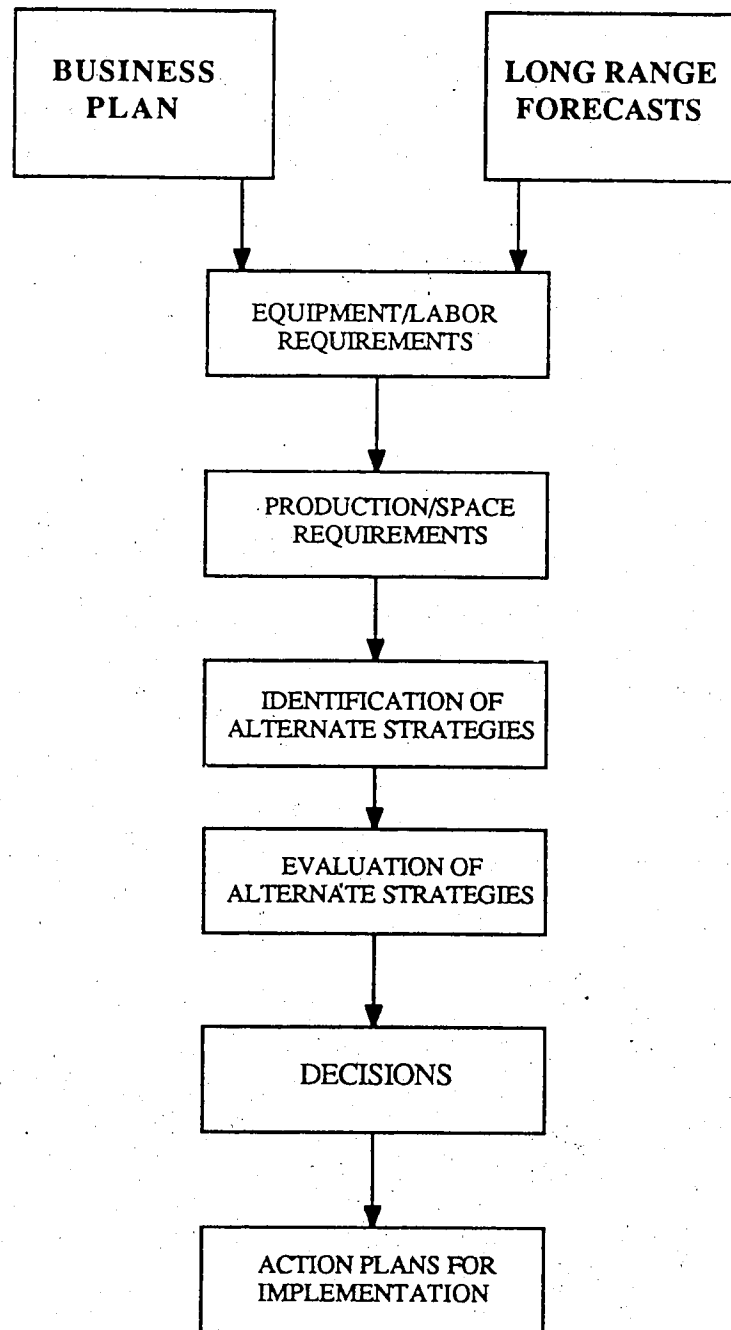 BUSINESS
PLAN
LONG RANGE
FORECASTS
EQUIPMENT/LABOR
REQUIREMENTS
PRODUCTION/SPACE
REQUIREMENTS
IDENTIFICATION OF
ALTERNATE STRATEGIES
EVALUATION OF
ALTERNATE STRATEGIES
DECISIONS
ACTION PLANS FOR
IMPLEMENTATION